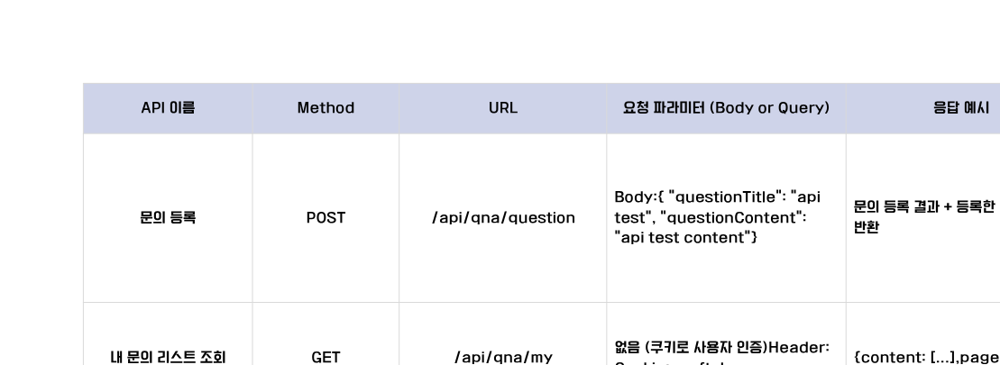 API 이름 Method URL 요청 파라미터 (Body or Query) 응답 예시
Body:{ "questionTitle": "api
문의 등록 결과 + 등록한
문의 등록 POST /api/qna/question test", "questionContent":
반환
"api test content"}
없음 (쿠키로 사용자 인증)Header:
내 문의 리스트 조회 GET /api/qna/my {content: [...],page